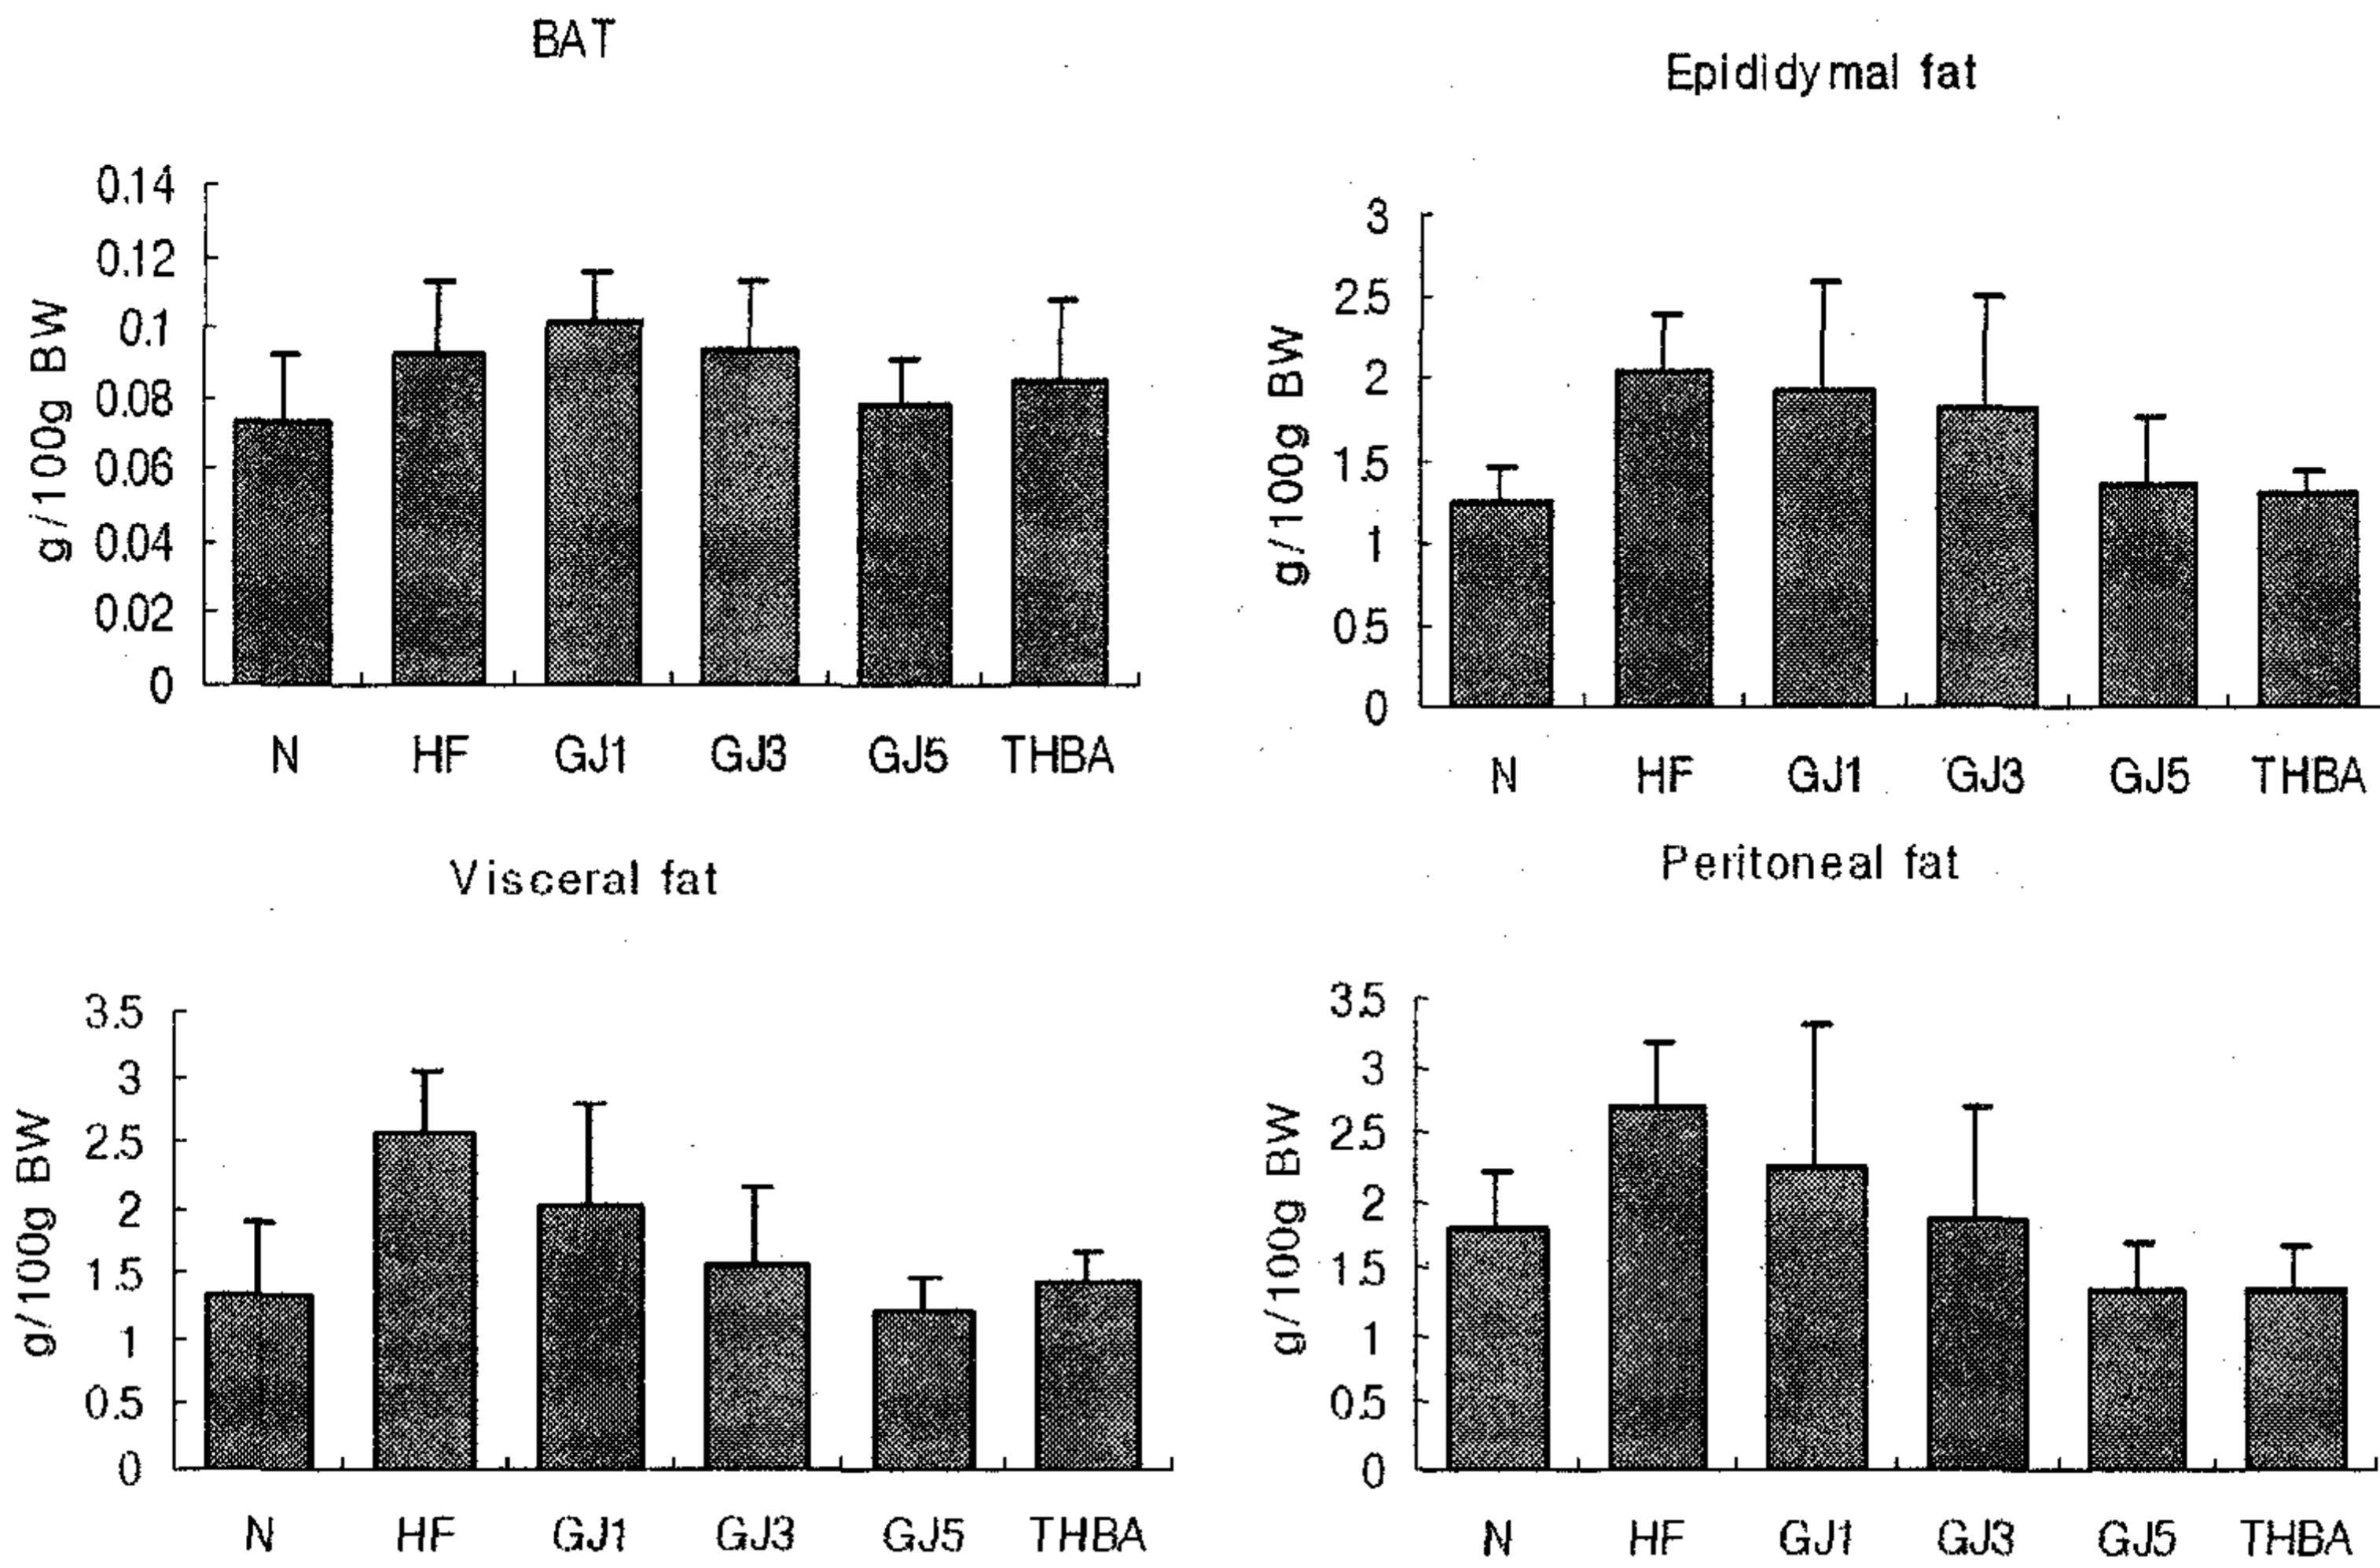 BAT
0.14
0.12
0.1
0.08
0.06
0.04
0.02
0
g/100g BW
N HF GJ1 GJ3 GJ5 THBA
Epididymal fat
3
2.5
2
1.5
1
0.5
0
g/100g BW
N HF GJ1 GJ3 GJ5 THBA
Visceral fat
3.5
3
2.5
2
1.5
1
0.5
0
g/100g BW
N HF GJ1 GJ3 GJ5 THBA
Peritoneal fat
3.5
3
2.5
2
1.5
1
0.5
0
g/100g BW
N HF GJ1 GJ3 GJ5 THBA